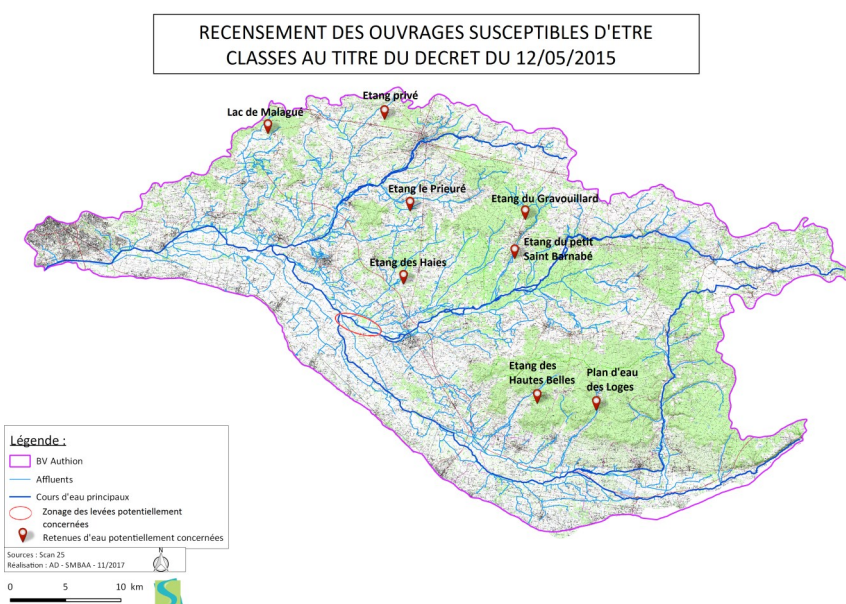 RECENSEMENT DES OUVRAGES SUSCEPTIBLES D'ETRE
CLASSES AU TITRE DU DECRET DU 12/05/2015
Etang privé
Lac de Malagué
Etang le Prieuré
Etang du Gravouillard
Etang du petit
Saint Barnabé
Etang des Haies
Etang des
Hautes Belles
Plan d'eau
des Loges
Légende :
BV Authion
Affluents
Cours d'eau principaux
Zonage des levées potentiellement
concernées
Retenues d'eau potentiellement concernées
Sources : Scan 25
Réalisation : AD - SMBAA - 11/2017
N
0 5 10 km